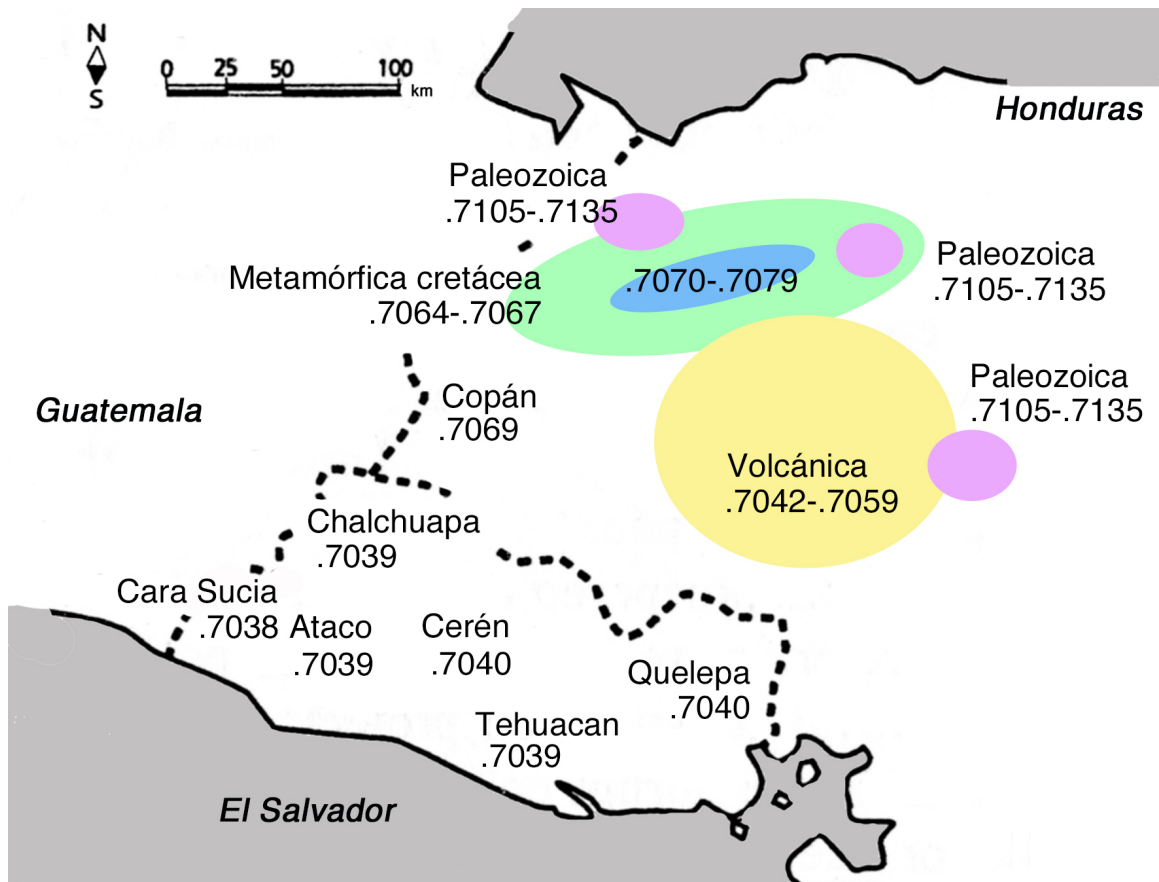 N
S
0 25 50 100
km
Honduras
Paleozoica
.7105-.7135
Paleozoica
.7105-.7135
Metamórfica cretácea
.7064-.7067
.7070-.7079
Paleozoica
.7105-.7135
Guatemala
Copán
.7069
Volcánica
.7042-.7059
Chalchuapa
.7039
Cara Sucia
.7038
Ataco
.7039
Cerén
.7040
Quelepa
.7040
Tehuacan
.7039
El Salvador